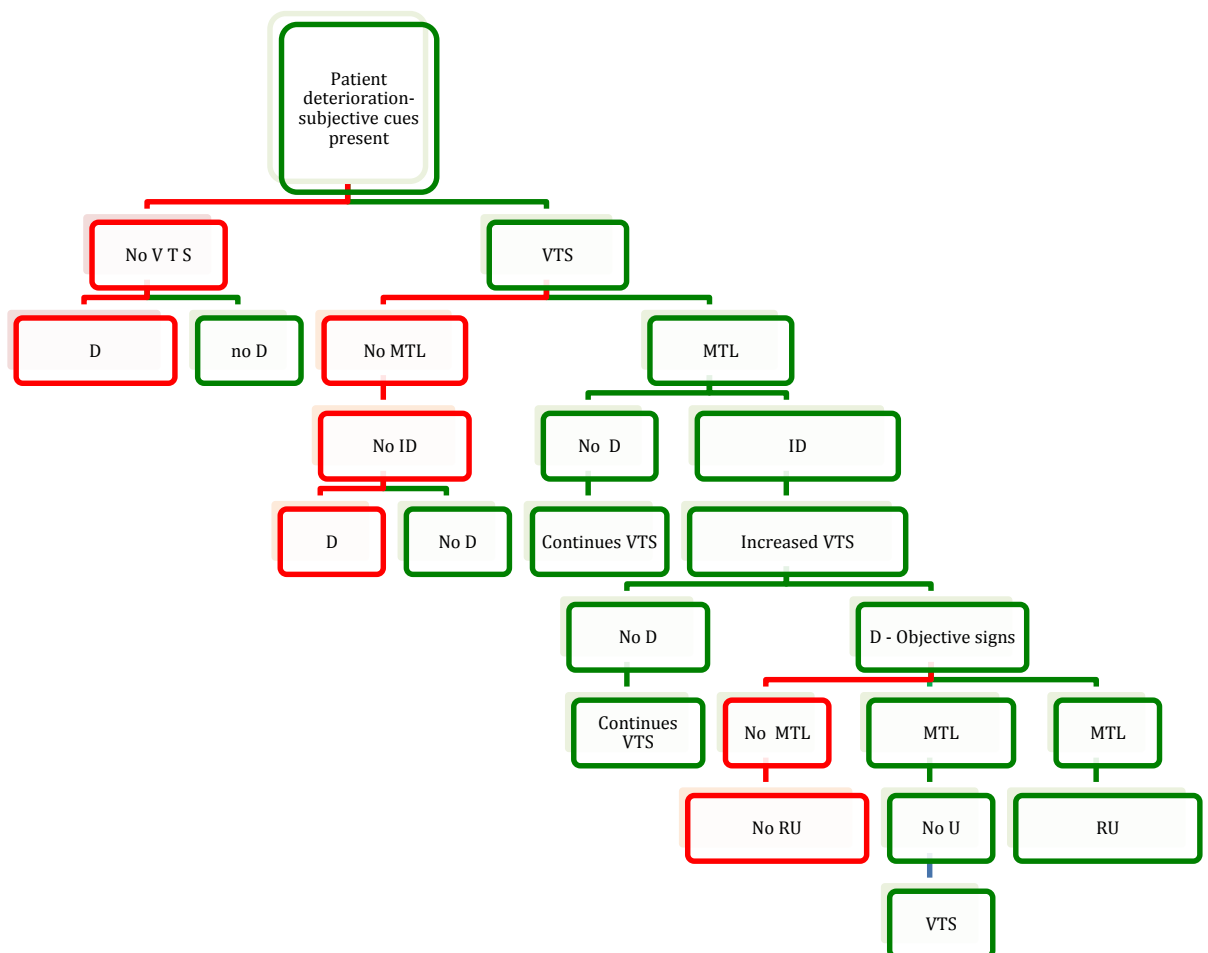 Patient
deterioration-
subjective cues
present
No V T S
VTS
D
no D
No MTL
MTL
No ID
No D
ID
D
No D
Continues VTS
Increased VTS
No D
D - Objective signs
Continues
VTS
No MTL
MTL
MTL
No RU
No U
RU
VTS